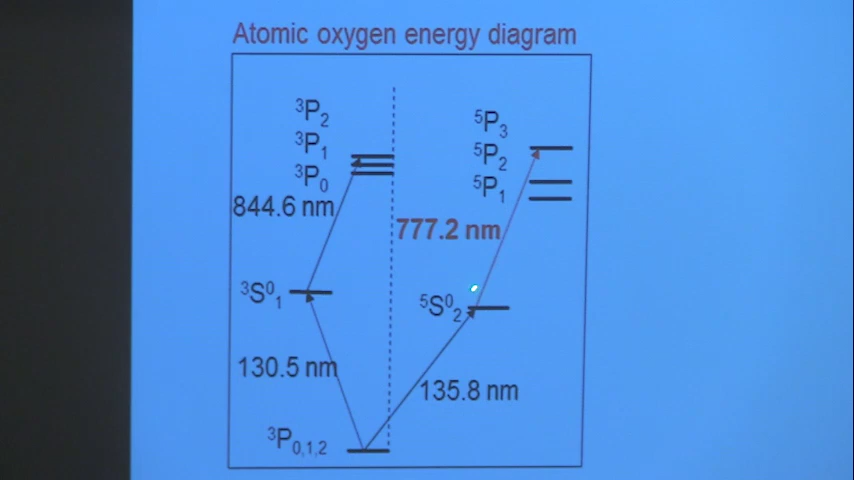 Atomic oxygen energy diagram
³P₂
³P₁
³P₀
844.6 nm
⁵P₃
⁵P₂
⁵P₁
777.2 nm
³S⁰₁
⁵S⁰₂
130.5 nm
135.8 nm
³P₀,₁,₂